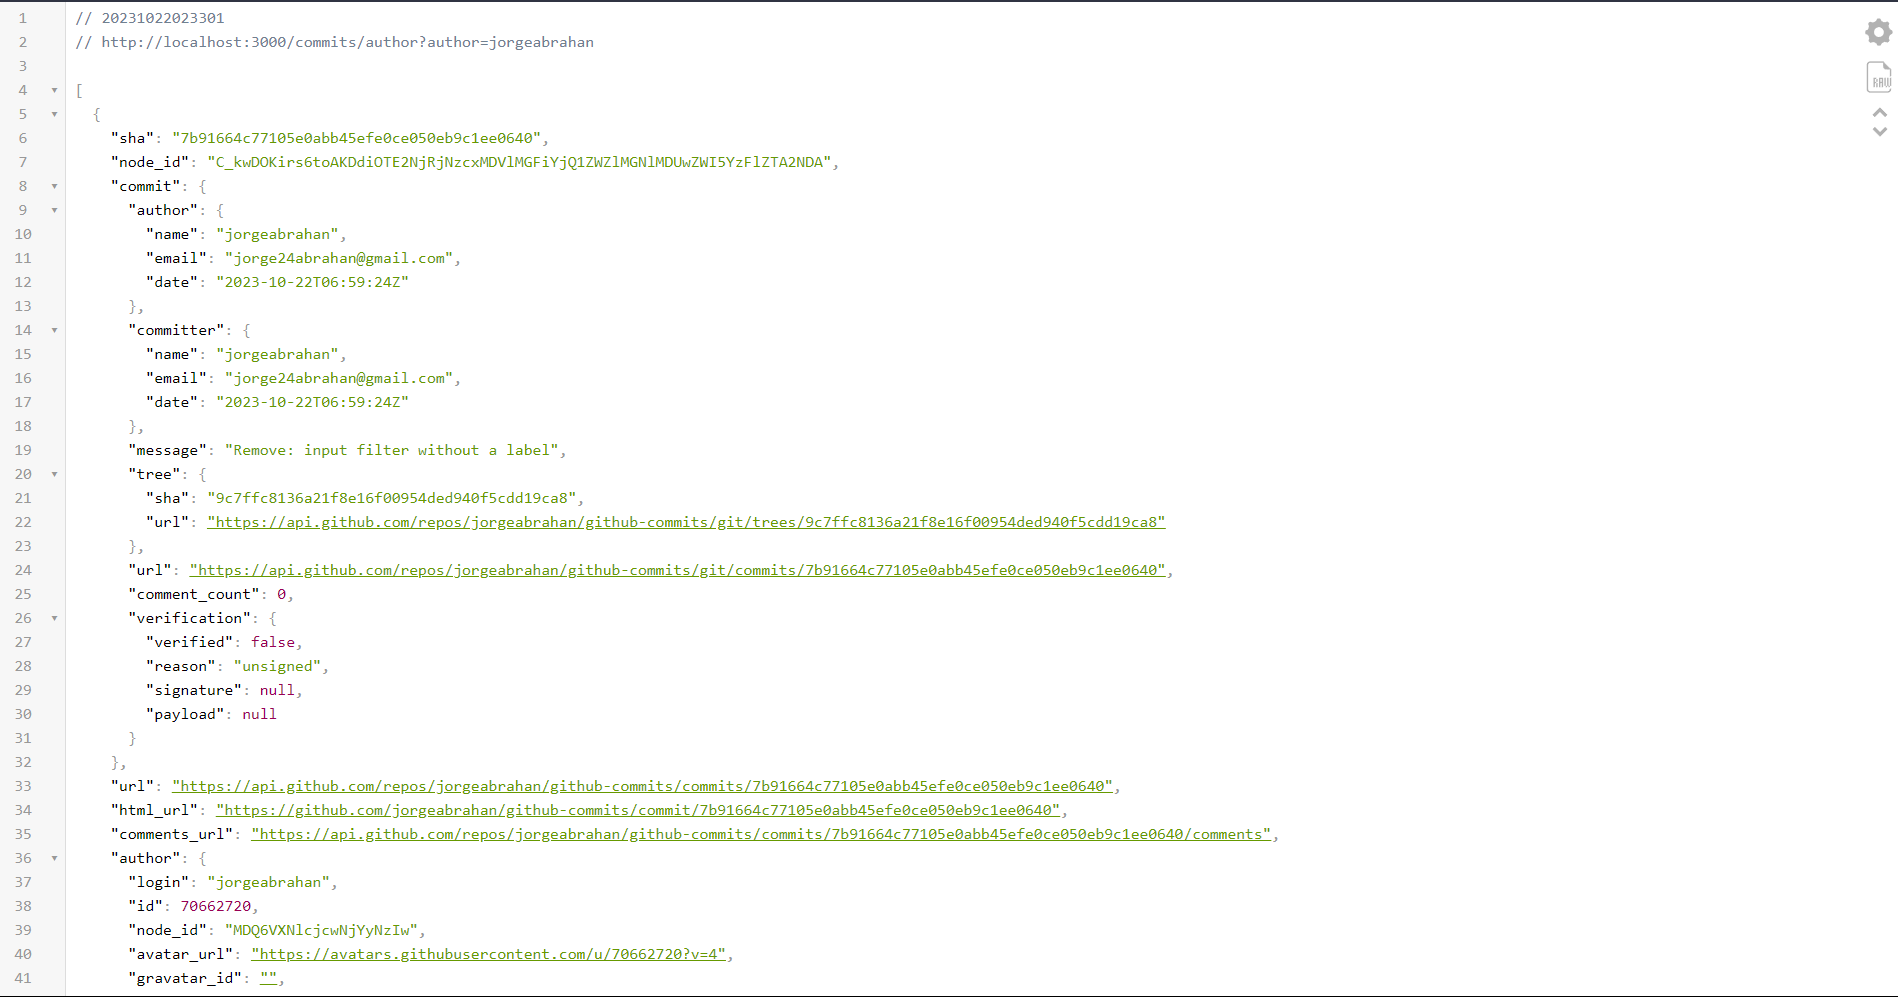 1 // 20231022023301
2 // http://localhost:3000/commits/author?author=jorgeabrahan
3
4 [
5 {
6 "sha": "7b91664c77105e0abb45efe0ce050eb9c1ee0640",
7 "node_id": "C_kwDOKirs6toAKDdiOTE2NjRjNzcxMDVlMGFiYjQ1ZWZlMGNlMDUwZWI5YzFlZTA2NDA",
8 "commit": {
9 "author": {
10 "name": "jorgeabrahan",
11 "email": "jorge24abrahan@gmail.com",
12 "date": "2023-10-22T06:59:24Z"
13 },
14 "committer": {
15 "name": "jorgeabrahan",
16 "email": "jorge24abrahan@gmail.com",
17 "date": "2023-10-22T06:59:24Z"
18 },
19 "message": "Remove: input filter without a label",
20 "tree": {
21 "sha": "9c7ffc8136a21f8e16f00954ded940f5cdd19ca8",
22 "url": "https://api.github.com/repos/jorgeabrahan/github-commits/git/trees/9c7ffc8136a21f8e16f00954ded940f5cdd19ca8"
23 },
24 "url": "https://api.github.com/repos/jorgeabrahan/github-commits/git/commits/7b91664c77105e0abb45efe0ce050eb9c1ee0640",
25 "comment_count": 0,
26 "verification": {
27 "verified": false,
28 "reason": "unsigned",
29 "signature": null,
30 "payload": null
31 }
32 },
33 "url": "https://api.github.com/repos/jorgeabrahan/github-commits/commits/7b91664c77105e0abb45efe0ce050eb9c1ee0640",
34 "html_url": "https://github.com/jorgeabrahan/github-commits/commit/7b91664c77105e0abb45efe0ce050eb9c1ee0640",
35 "comments_url": "https://api.github.com/repos/jorgeabrahan/github-commits/commits/7b91664c77105e0abb45efe0ce050eb9c1ee0640/comments",
36 "author": {
37 "login": "jorgeabrahan",
38 "id": 70662720,
39 "node_id": "MDQ6VXNlcjcwNjYyNzIw",
40 "avatar_url": "https://avatars.githubusercontent.com/u/70662720?v=4",
41 "gravatar_id": "",
RAW